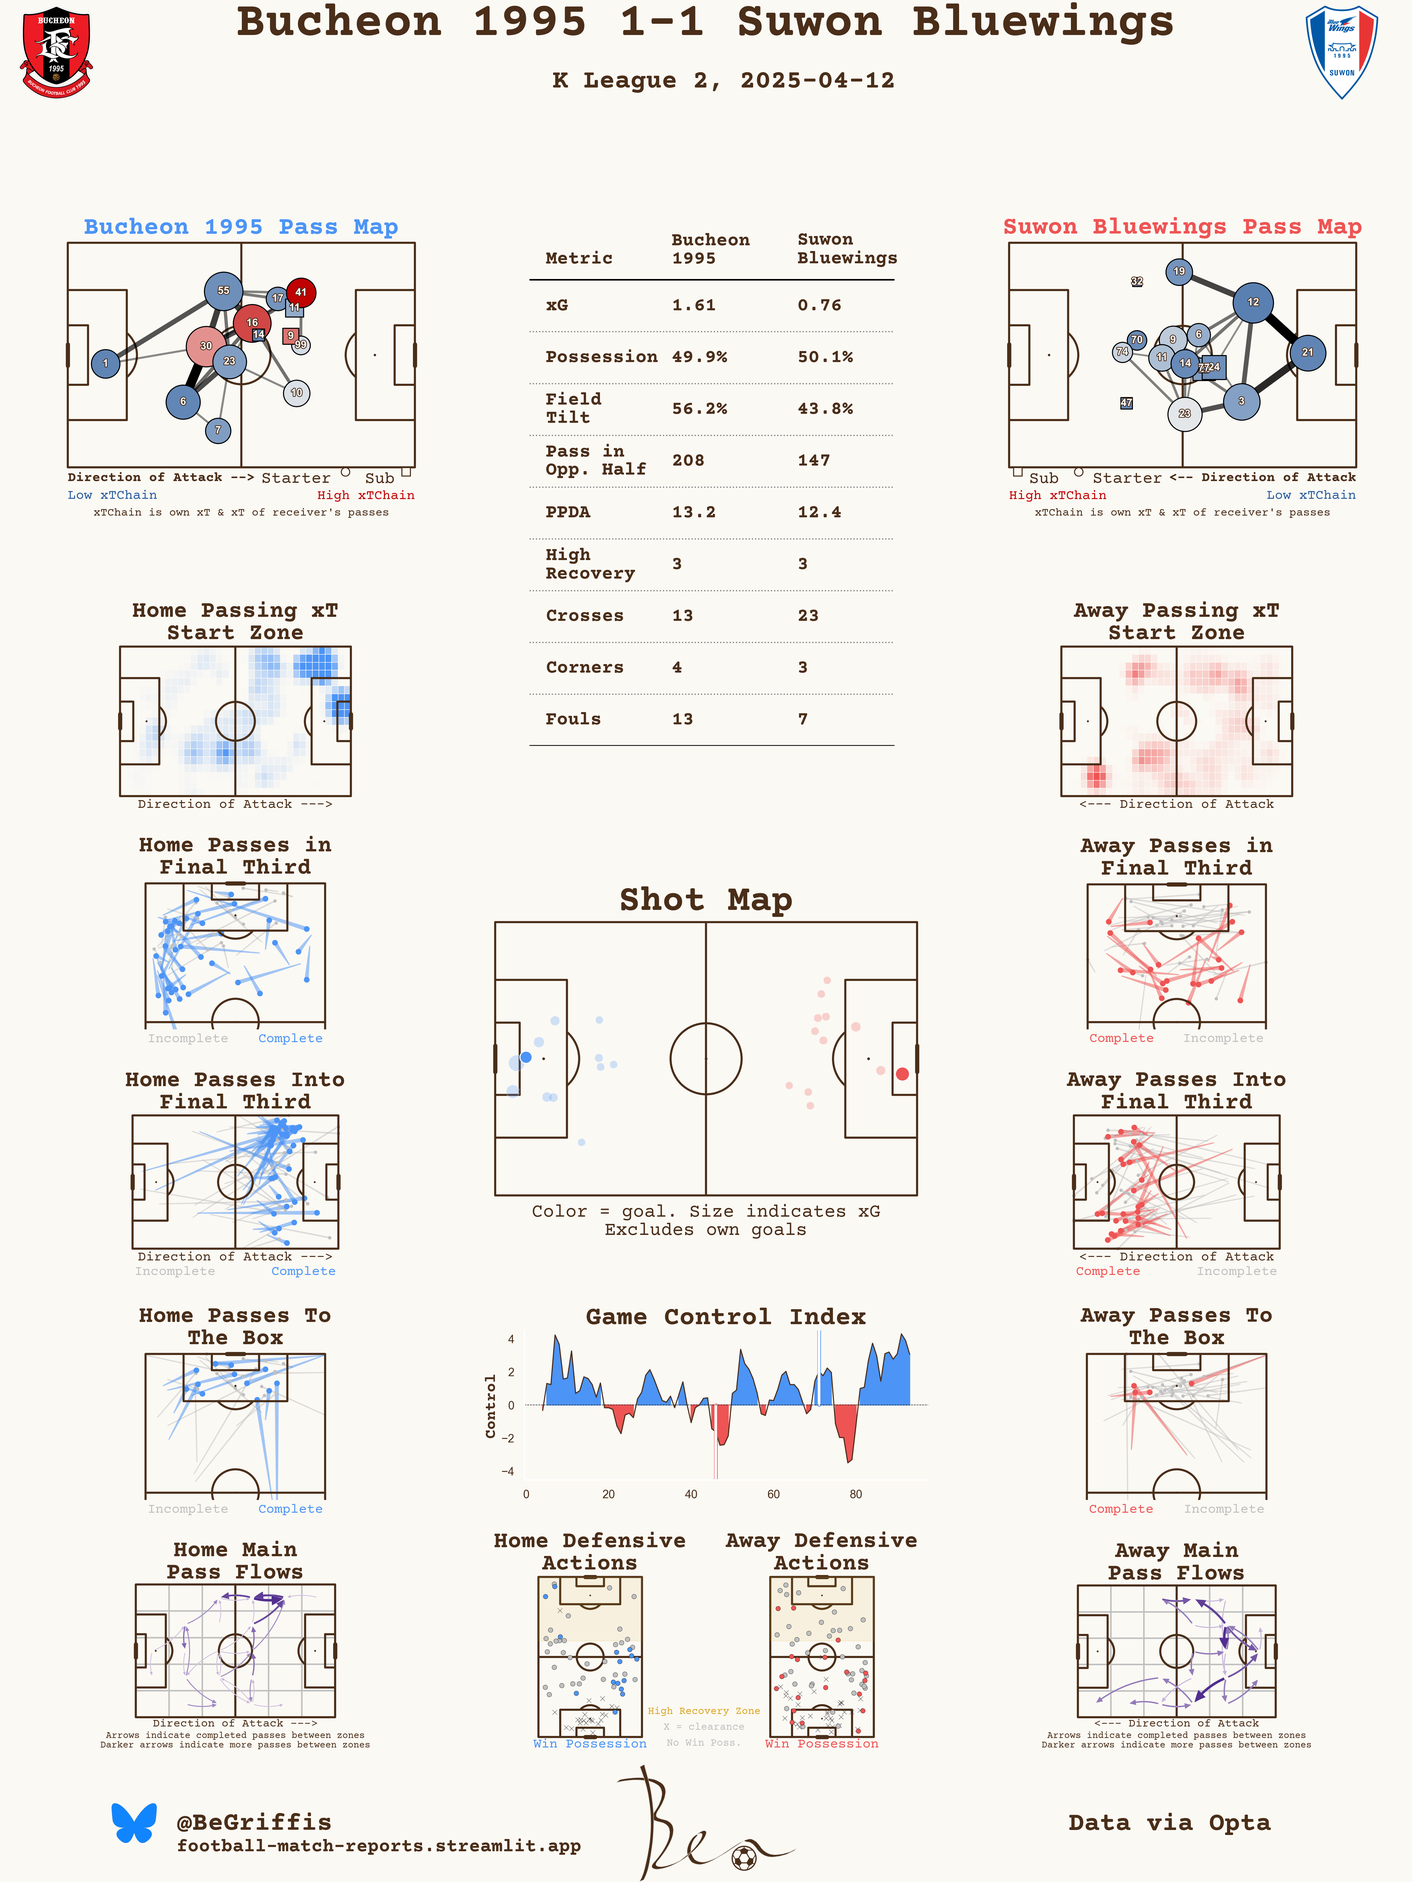 Bucheon 1995 1-1 Suwon Bluewings
K League 2, 2025-04-12
BUCHEON
1995
BUCHEON FOOTBALL CLUB 1995
Blue
Wings
1995
SUWON
Bucheon 1995 Pass Map
55
17
41
11
16
14
9
99
30
23
1
10
6
7
Direction of Attack --> Starter Sub
Low xTChain High xTChain
xTChain is own xT & xT of receiver's passes
Metric Bucheon 1995 Suwon Bluewings
xG 1.61 0.76
Possession 49.9% 50.1%
Field Tilt 56.2% 43.8%
Pass in Opp. Half 208 147
PPDA 13.2 12.4
High Recovery 3 3
Crosses 13 23
Corners 4 3
Fouls 13 7
Suwon Bluewings Pass Map
19
32
12
70
9
6
74
11
14
24
21
47
23
3
Sub Starter <-- Direction of Attack
High xTChain Low xTChain
xTChain is own xT & xT of receiver's passes
Home Passing xT
Start Zone
Direction of Attack --->
Away Passing xT
Start Zone
<--- Direction of Attack
Home Passes in
Final Third
Incomplete Complete
Away Passes in
Final Third
Complete Incomplete
Shot Map
Color = goal. Size indicates xG
Excludes own goals
Home Passes Into
Final Third
Direction of Attack --->
Incomplete Complete
Away Passes Into
Final Third
<--- Direction of Attack
Complete Incomplete
Home Passes To
The Box
Incomplete Complete
Game Control Index
Control
4
2
0
−2
−4
0 20 40 60 80
Away Passes To
The Box
Complete Incomplete
Home Main
Pass Flows
Direction of Attack --->
Arrows indicate completed passes between zones
Darker arrows indicate more passes between zones
Home Defensive
Actions
Win Possession
High Recovery Zone
X = clearance
No Win Poss.
Away Defensive
Actions
Win Possession
Away Main
Pass Flows
<--- Direction of Attack
Arrows indicate completed passes between zones
Darker arrows indicate more passes between zones
@BeGriffis
football-match-reports.streamlit.app
Ben
Data via Opta